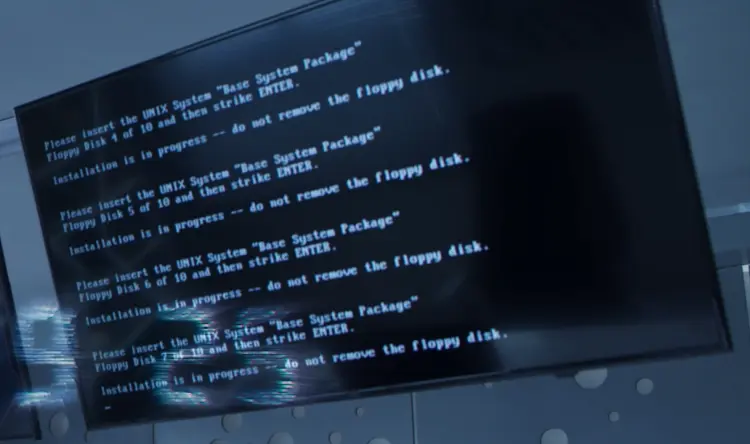 Please insert the UNIX System "Base System Package"
Floppy Disk 4 of 10 and then strike ENTER.
Installation is in progress -- do not remove the floppy disk.
Please insert the UNIX System "Base System Package"
Floppy Disk 5 of 10 and then strike ENTER.
Installation is in progress -- do not remove the floppy disk.
Please insert the UNIX System "Base System Package"
Floppy Disk 6 of 10 and then strike ENTER.
Installation is in progress -- do not remove the floppy disk.
Please insert the UNIX System "Base System Package"
Floppy Disk 7 of 10 and then strike ENTER.
Installation is in progress -- do not remove the floppy disk.